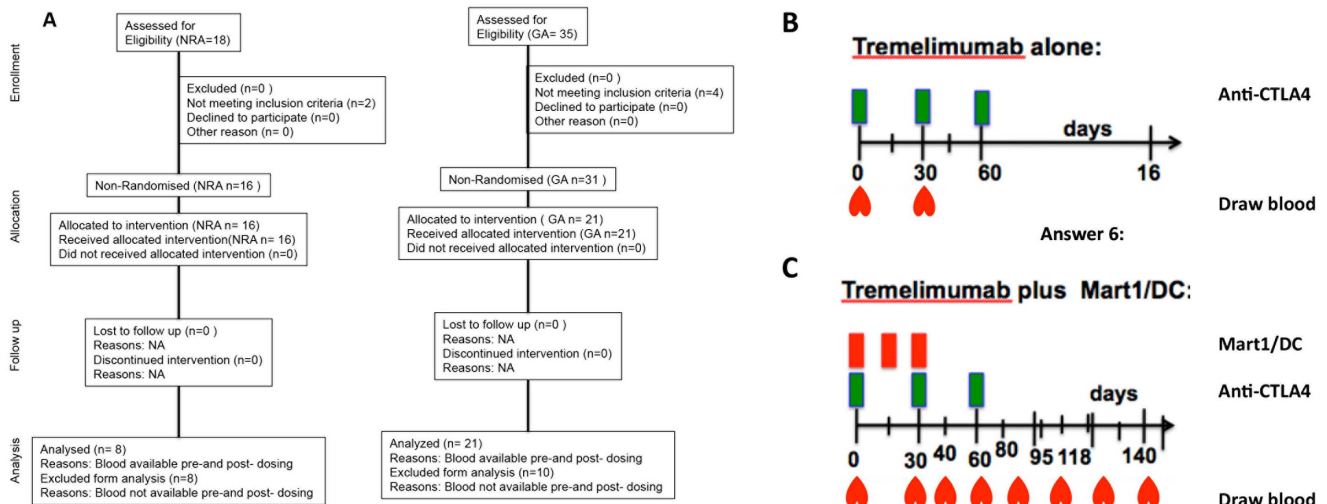 A
Enrollment
Allocation
Follow up
Analysis
Assessed for
Eligibility (NRA=18)
Excluded (n=0 )
Not meeting inclusion criteria (n=2)
Declined to participate (n=0)
Other reason (n= 0)
Non-Randomised (NRA n=16 )
Allocated to intervention (NRA n= 16)
Received allocated intervention(NRA n= 16)
Did not received allocated intervention (n=0)
Lost to follow up (n=0 )
Reasons: NA
Discontinued intervention (n=0)
Reasons: NA
Analysed (n= 8)
Reasons: Blood available pre-and post- dosing
Excluded form analysis (n=8)
Reasons: Blood not available pre-and post- dosing
Assessed for
Eligibility (GA= 35)
Excluded (n=0 )
Not meeting inclusion criteria (n=4)
Declined to participate (n=0)
Other reason (n=0)
Non-Randomised (GA n=31 )
Allocated to intervention ( GA n= 21)
Received allocated intervention (GA n=21)
Did not received allocated intervention (n=0)
Lost to follow up (n=0 )
Reasons: NA
Discontinued intervention (n=0)
Reasons: NA
Analyzed (n= 21)
Reasons: Blood available pre-and post- dosing
Excluded form analysis (n=10)
Reasons: Blood not available pre-and post- dosing
B
Tremelimumab alone:
Anti-CTLA4
days
0 30 60 16
Draw blood
Answer 6:
C
Tremelimumab plus Mart1/DC:
Mart1/DC
Anti-CTLA4
days
0 30 40 60 80 95 118 140
Draw blood